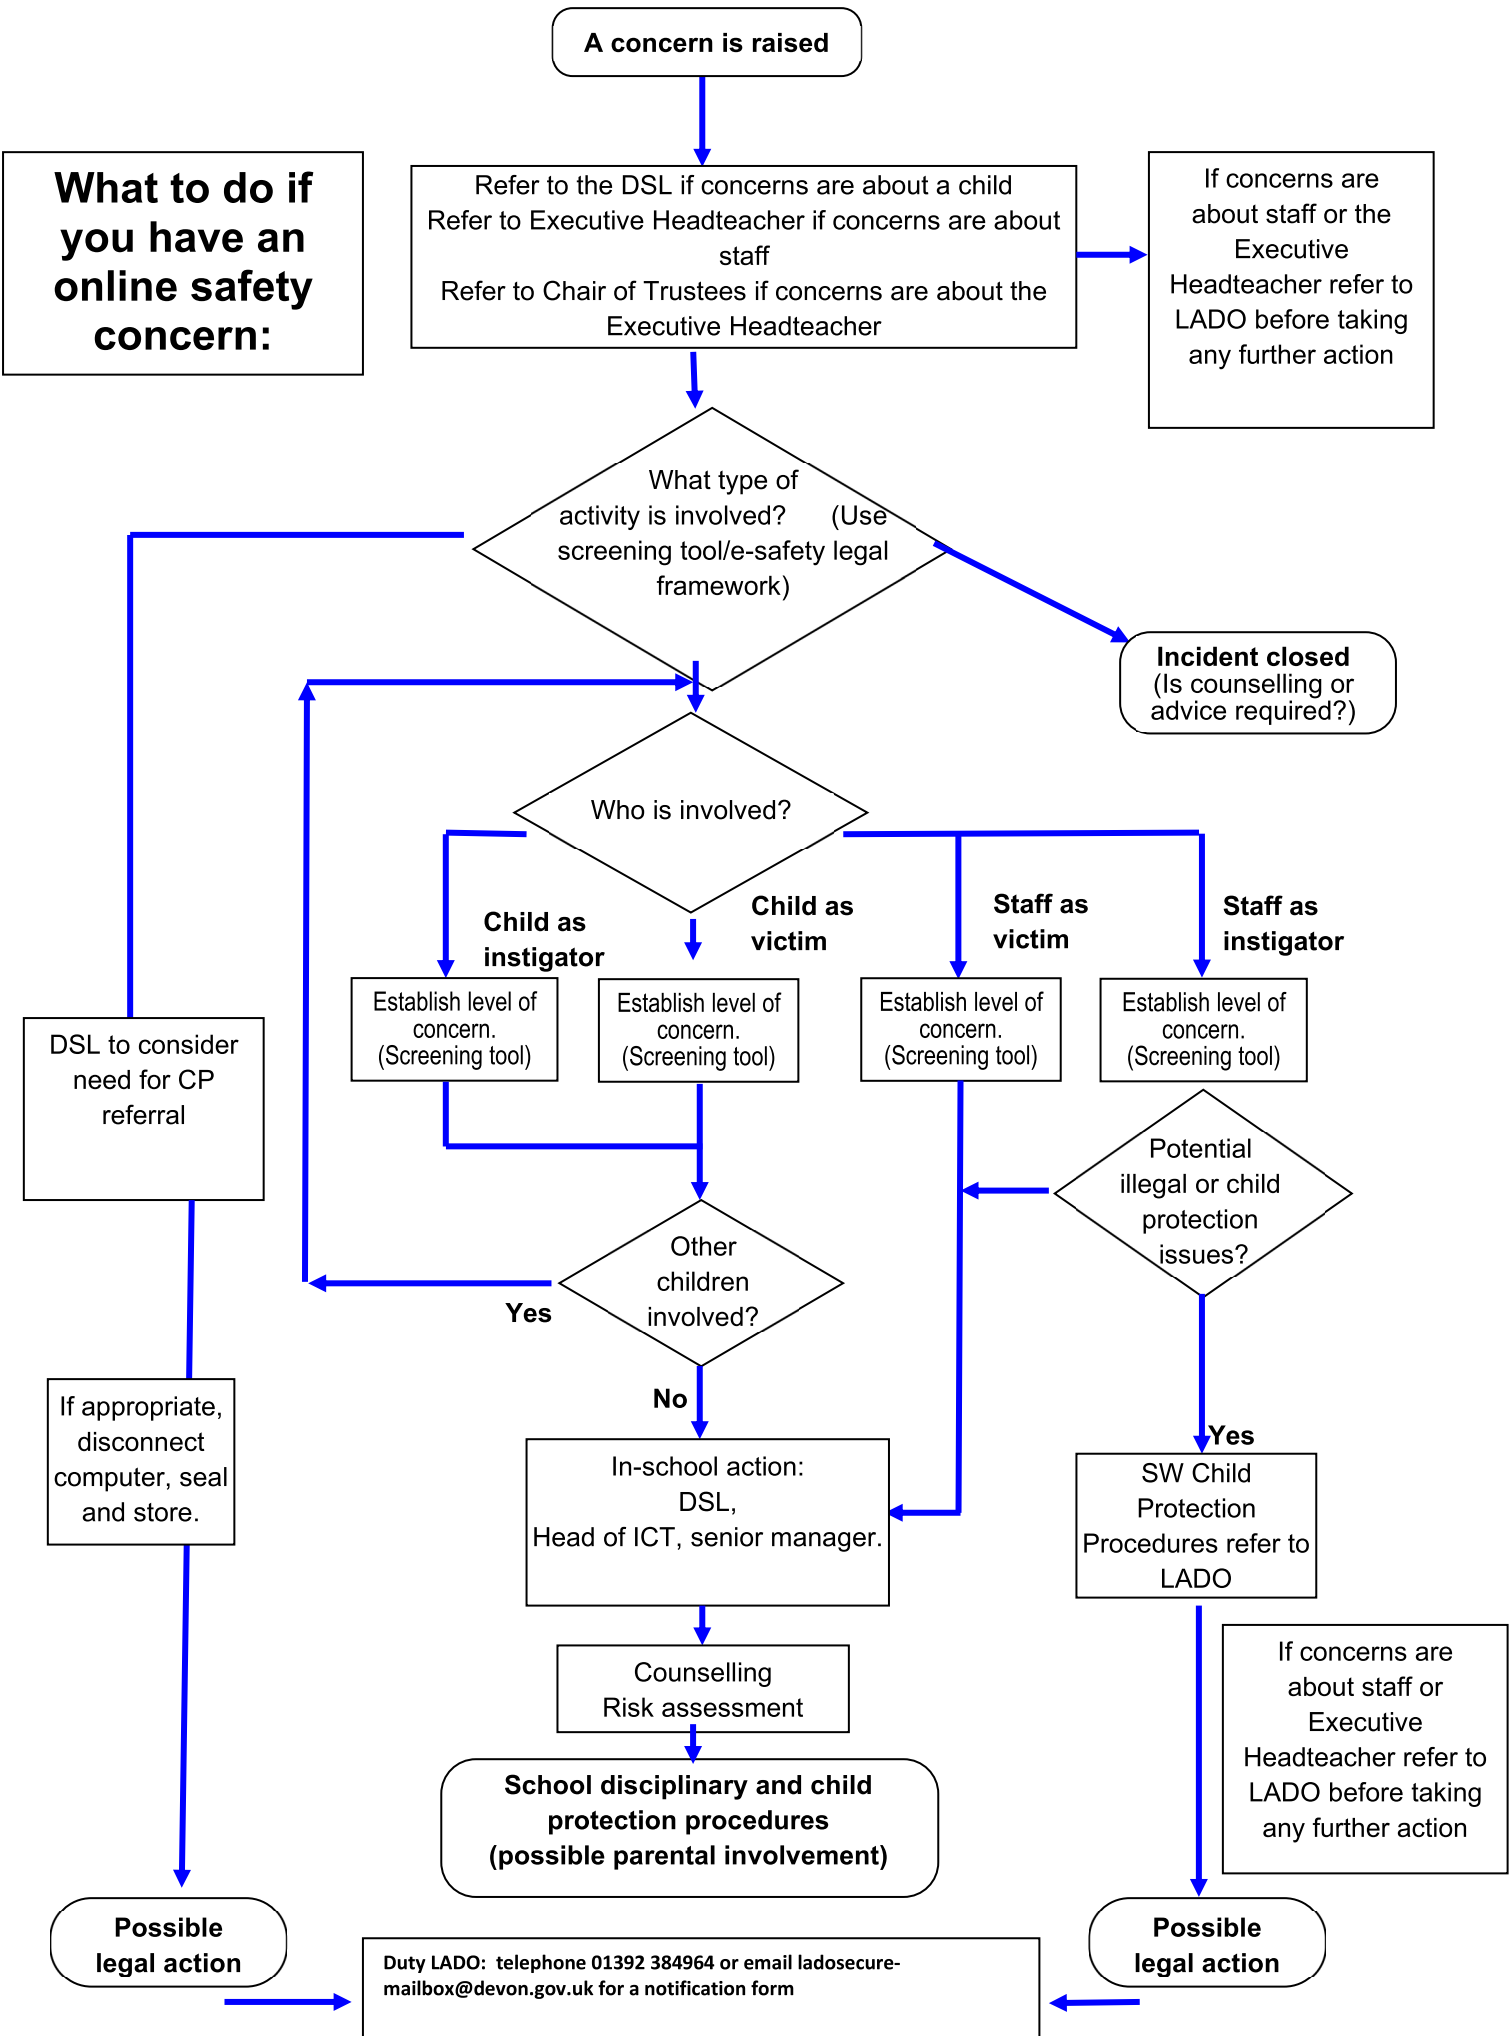 A concern is raised
What to do if
you have an
online safety
concern:
Refer to the DSL if concerns are about a child
Refer to Executive Headteacher if concerns are about
staff
Refer to Chair of Trustees if concerns are about the
Executive Headteacher
If concerns are
about staff or the
Executive
Headteacher refer to
LADO before taking
any further action
What type of
activity is involved? (Use
screening tool/e-safety legal
framework)
Incident closed
(Is counselling or
advice required?)
Who is involved?
Child as
instigator
Child as
victim
Staff as
victim
Staff as
instigator
Establish level of
concern.
(Screening tool)
Establish level of
concern.
(Screening tool)
Establish level of
concern.
(Screening tool)
Establish level of
concern.
(Screening tool)
DSL to consider
need for CP
referral
Potential
illegal or child
protection
issues?
Other
children
involved?
Yes
No
If appropriate,
disconnect
computer, seal
and store.
In-school action:
DSL,
Head of ICT, senior manager.
Yes
SW Child
Protection
Procedures refer to
LADO
Counselling
Risk assessment
If concerns are
about staff or
Executive
Headteacher refer to
LADO before taking
any further action
School disciplinary and child
protection procedures
(possible parental involvement)
Possible
legal action
Possible
legal action
Duty LADO: telephone 01392 384964 or email ladosecure-
mailbox@devon.gov.uk for a notification form